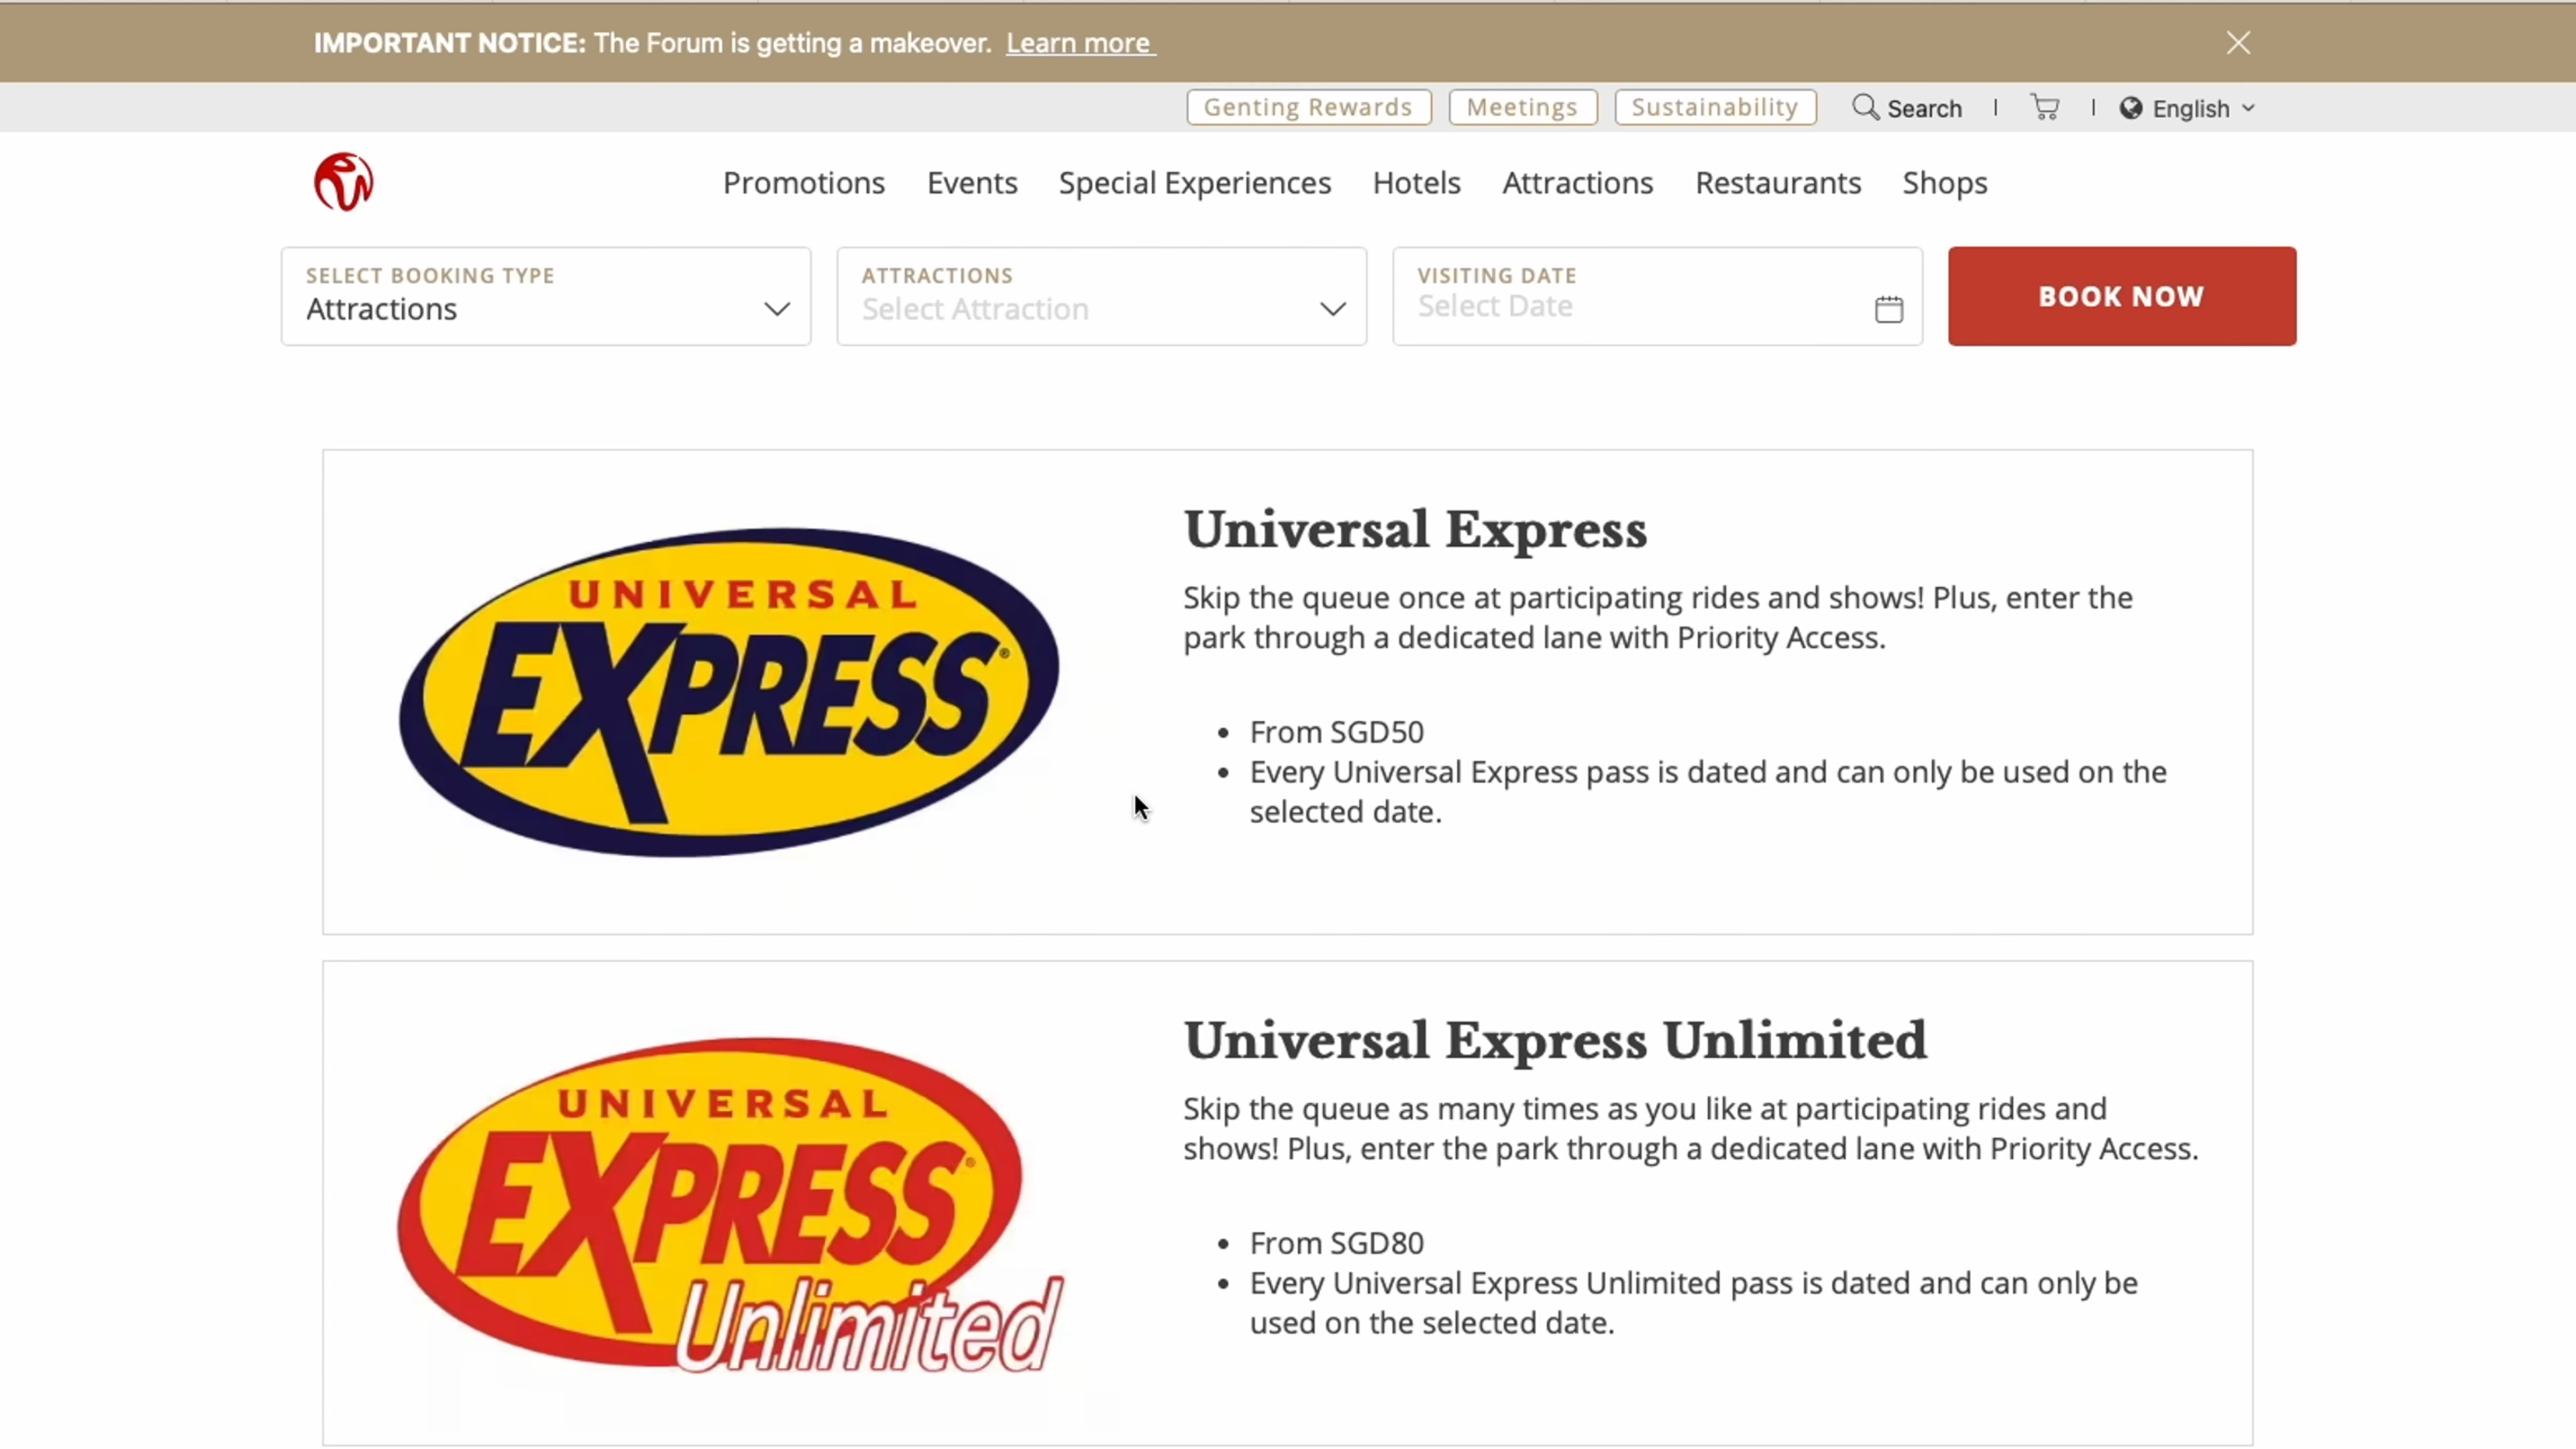 IMPORTANT NOTICE: The Forum is getting a makeover. Learn more
Genting Rewards
Meetings
Sustainability
Search
English
Promotions
Events
Special Experiences
Hotels
Attractions
Restaurants
Shops
SELECT BOOKING TYPE
Attractions
ATTRACTIONS
Select Attraction
VISITING DATE
Select Date
BOOK NOW
UNIVERSAL
EXPRESS®
Universal Express
Skip the queue once at participating rides and shows! Plus, enter the
park through a dedicated lane with Priority Access.
• From SGD50
• Every Universal Express pass is dated and can only be used on the
selected date.
UNIVERSAL
EXPRESS®
Unlimited
Universal Express Unlimited
Skip the queue as many times as you like at participating rides and
shows! Plus, enter the park through a dedicated lane with Priority Access.
• From SGD80
• Every Universal Express Unlimited pass is dated and can only be
used on the selected date.